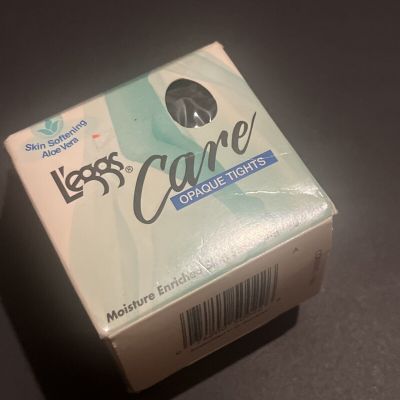 Skin Softening
Aloe Vera
L'eggs®
Care
OPAQUE TIGHTS
Moisture Enriched